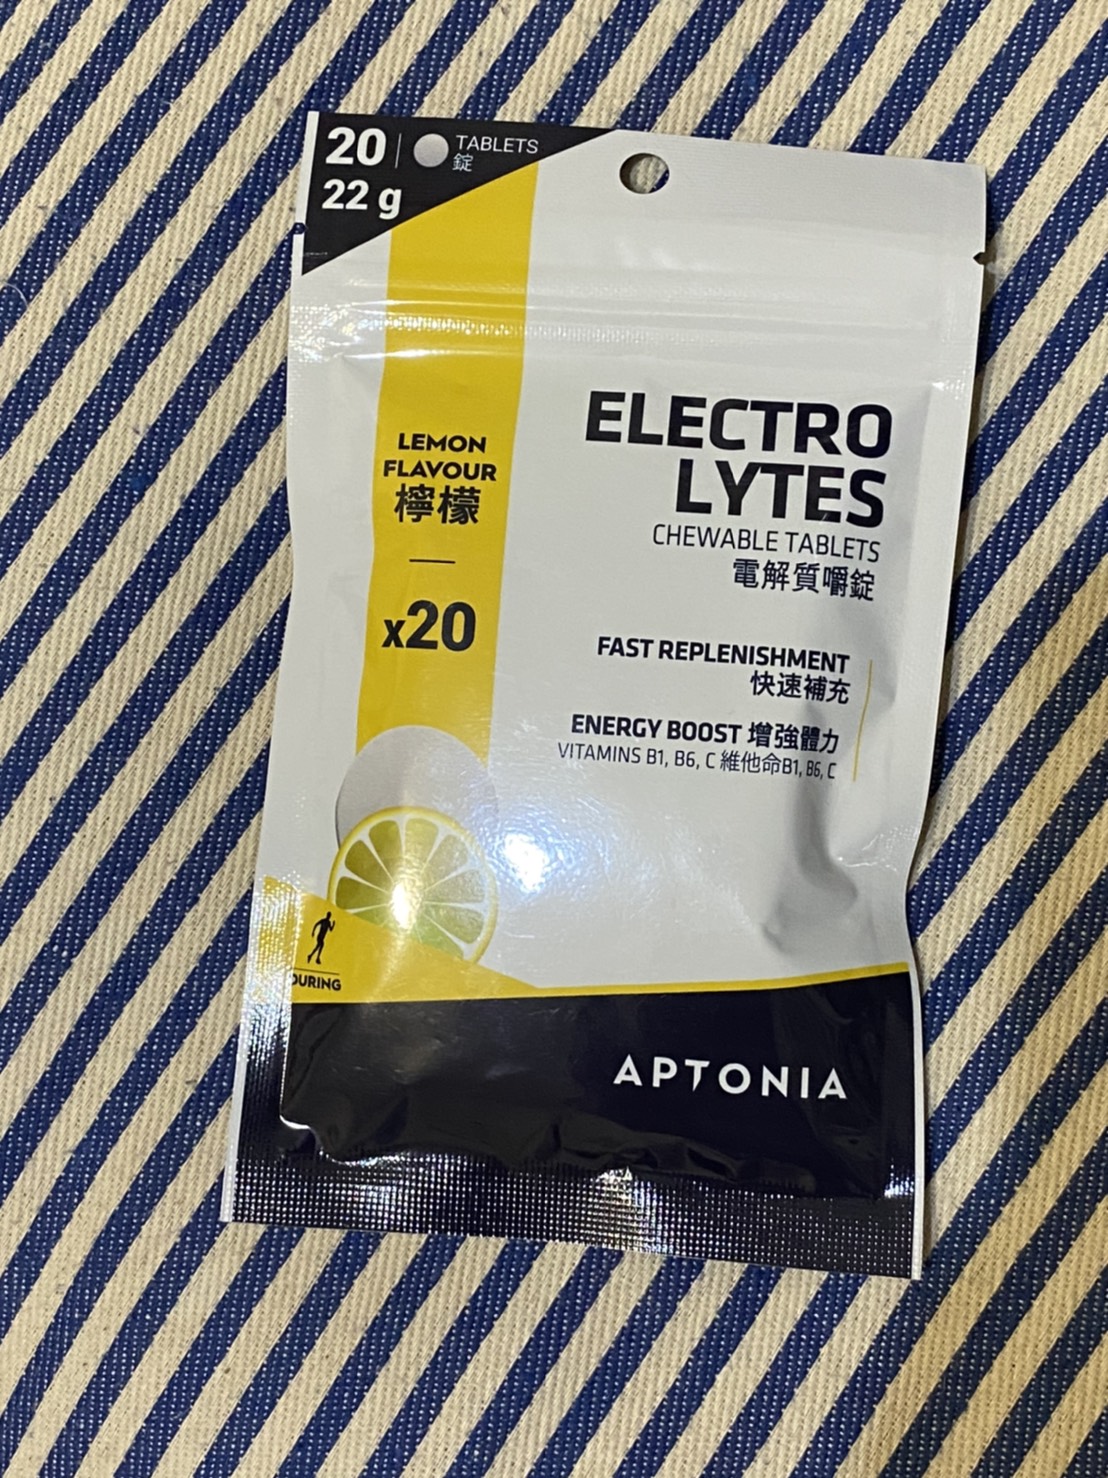 20 TABLETS
錠
22 g
LEMON
FLAVOUR
檸檬
x20
ELECTRO
LYTES
CHEWABLE TABLETS
電解質嚼錠
FAST REPLENISHMENT
快速補充
ENERGY BOOST 增強體力
VITAMINS B1, B6, C 維他命B1, B6, C
DURING
APTONIA